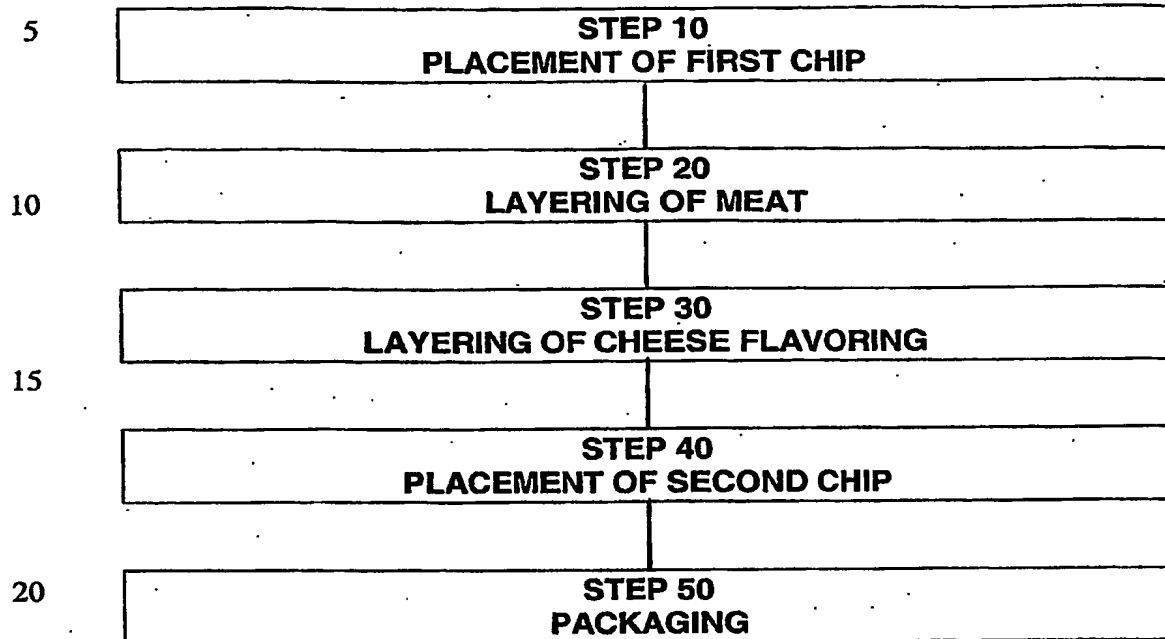 5
STEP 10
PLACEMENT OF FIRST CHIP
STEP 20
10
LAYERING OF MEAT
STEP 30
LAYERING OF CHEESE FLAVORING
15
STEP 40
PLACEMENT OF SECOND CHIP
20
STEP 50
PACKAGING